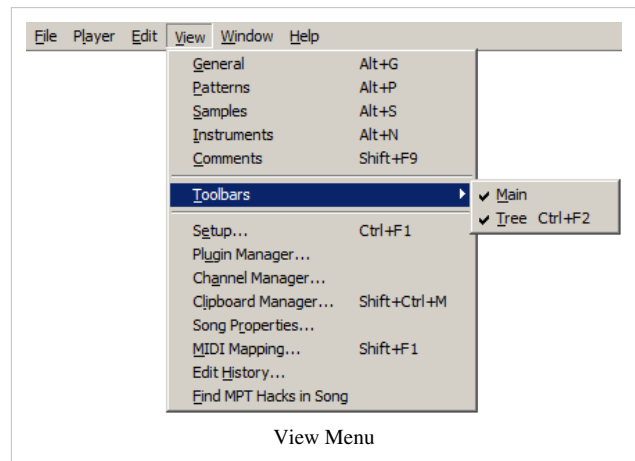 File Player Edit View Window Help
General Alt+G
Patterns Alt+P
Samples Alt+S
Instruments Alt+N
Comments Shift+F9
Toolbars
Main
Tree Ctrl+F2
Setup... Ctrl+F1
Plugin Manager...
Channel Manager...
Clipboard Manager... Shift+Ctrl+M
Song Properties...
MIDI Mapping... Shift+F1
Edit History...
Find MPT Hacks in Song
View Menu